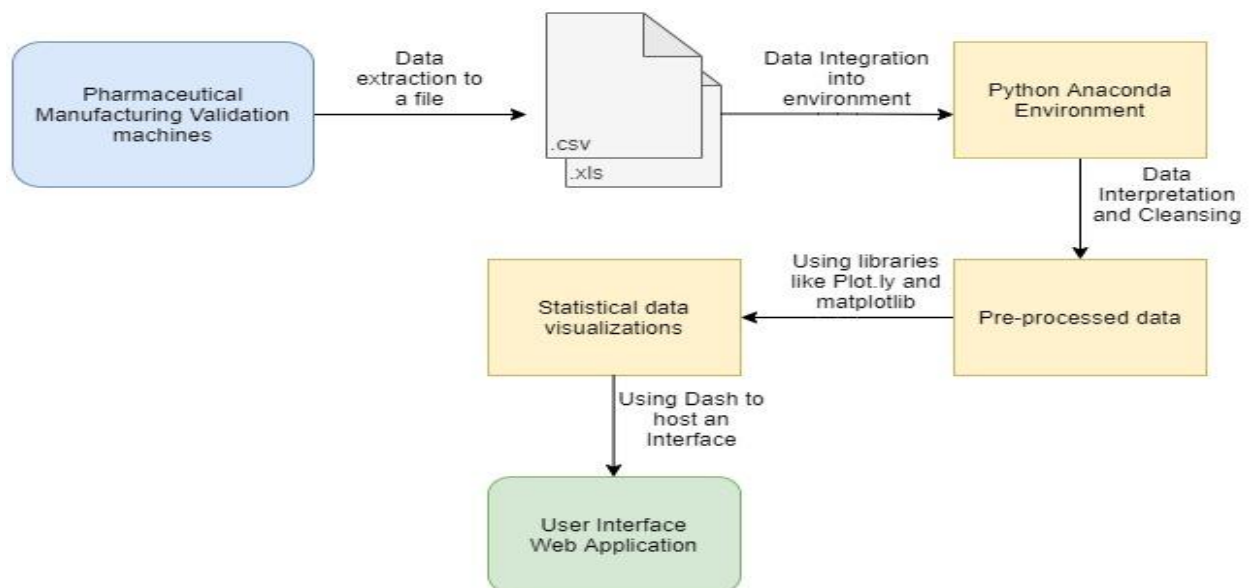 Pharmaceutical
Manufacturing Validation
machines
Data
extraction to
a file
.csv
.xls
Data Integration
into
environment
Python Anaconda
Environment
Data
Interpretation
and Cleansing
Pre-processed data
Using libraries
like Plot.ly and
matplotlib
Statistical data
visualizations
Using Dash to
host an
Interface
User Interface
Web Application